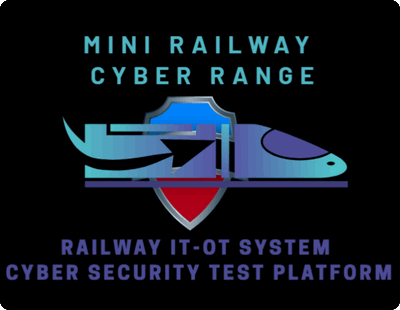 MINI RAILWAY
CYBER RANGE
RAILWAY IT-OT SYSTEM
CYBER SECURITY TEST PLATFORM